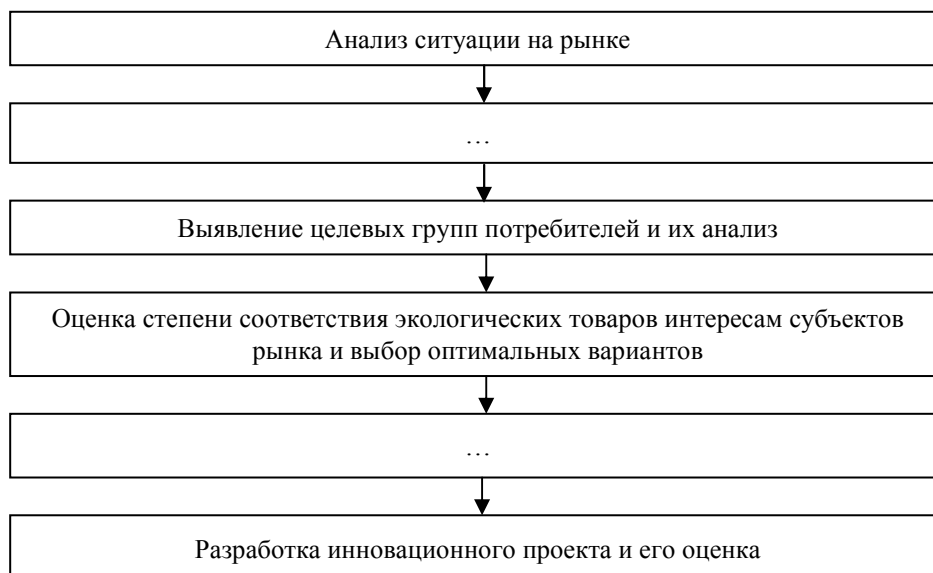 Анализ ситуации на рынке
…
Выявление целевых групп потребителей и их анализ
Оценка степени соответствия экологических товаров интересам субъектов
рынка и выбор оптимальных вариантов
…
Разработка инновационного проекта и его оценка